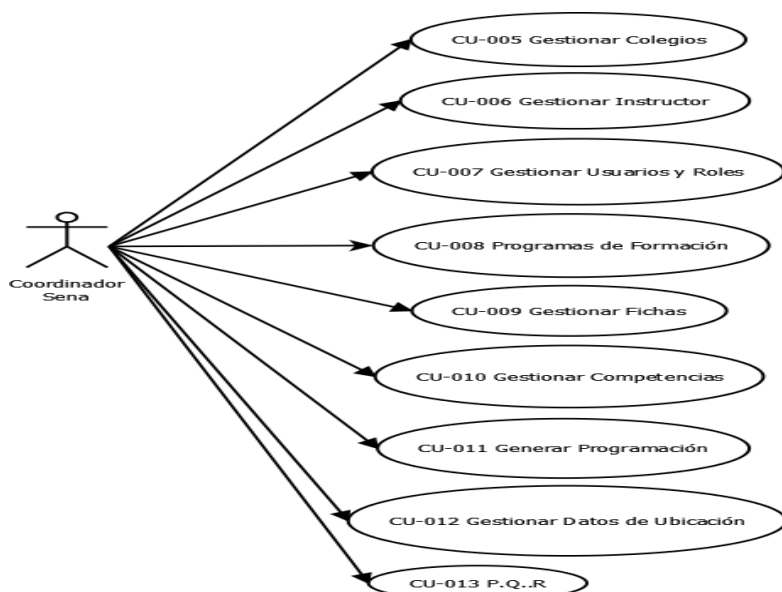 CU-005 Gestionar Colegios
CU-006 Gestionar Instructor
CU-007 Gestionar Usuarios y Roles
CU-008 Programas de Formación
Coordinador
Sena
CU-009 Gestionar Fichas
CU-010 Gestionar Competencias
CU-011 Generar Programación
CU-012 Gestionar Datos de Ubicación
CU-013 P.Q..R